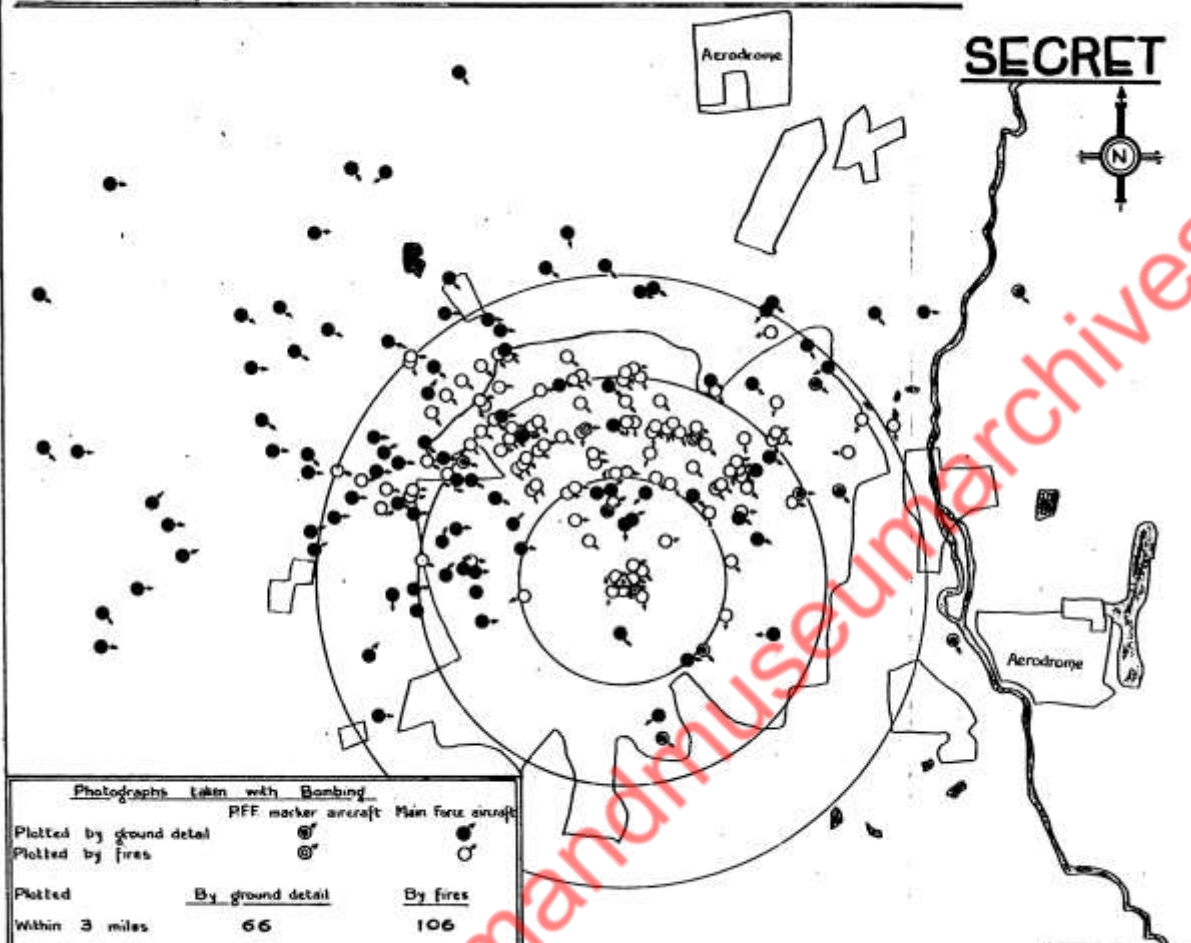 SECRET
Aerodrome
N
Aerodrome
Photographs taken with Bombing
PFF marker aircraft Main Force aircraft
Plotted by ground detail
Plotted by fires
Plotted By ground detail By fires
Within 3 miles 66 106
mandmuseumarchives